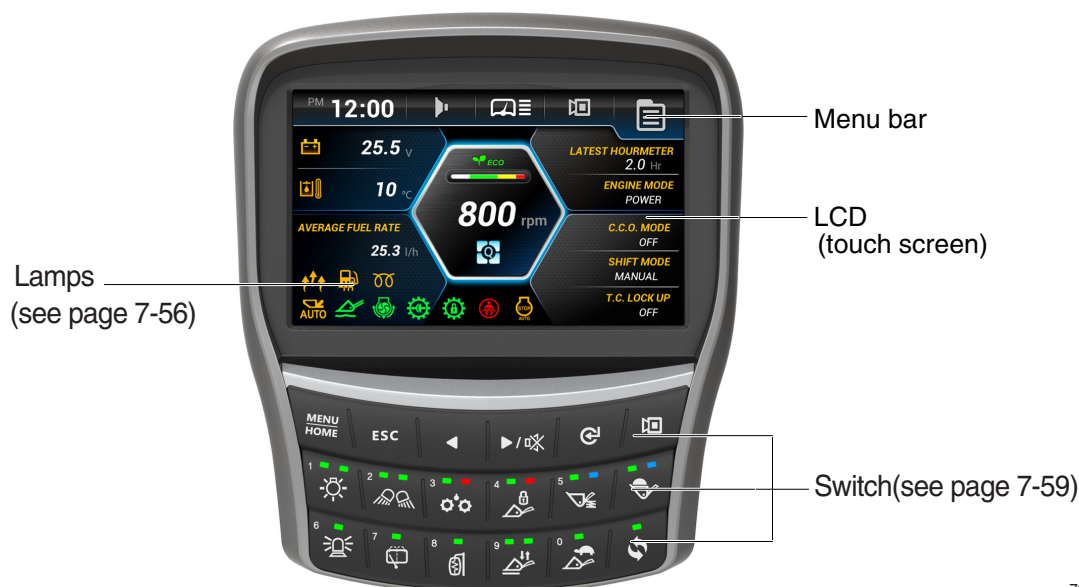 PM 12:00
Menu bar
25.5 V
ECO
LATEST HOURMETER
2.0 Hr
10 °C
ENGINE MODE
POWER
800 rpm
LCD
(touch screen)
AVERAGE FUEL RATE
25.3 l/h
C.C.O. MODE
OFF
Q
SHIFT MODE
MANUAL
Lamps
(see page 7-56)
T.C. LOCK UP
OFF
AUTO
STOP
AUTO
MENU
HOME
ESC
1 2 3 4 5
Switch(see page 7-59)
6 7 8 9 0